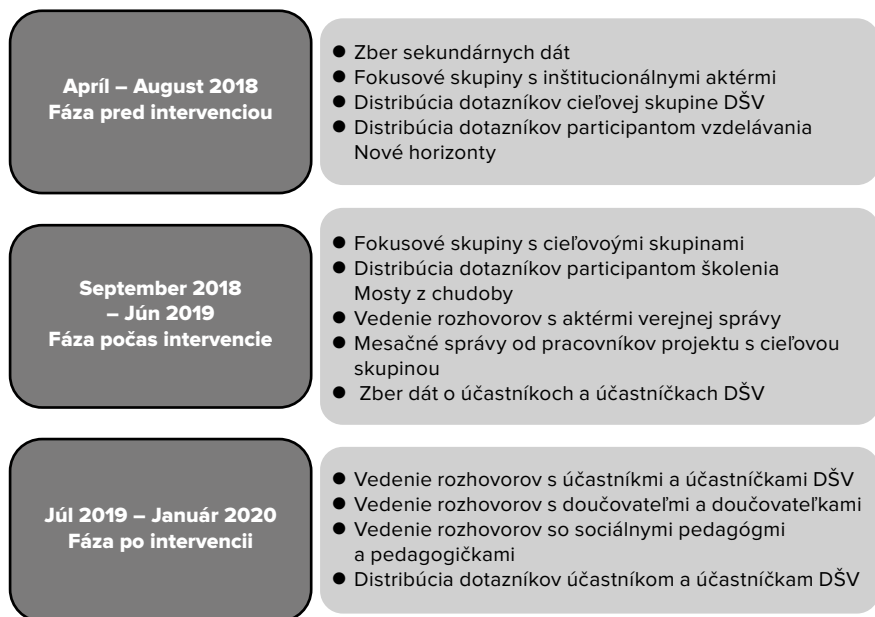 Apríl – August 2018
Fáza pred intervenciou
● Zber sekundárnych dát
● Fokusové skupiny s inštitucionálnymi aktérmi
● Distribúcia dotazníkov cieľovej skupine DŠV
● Distribúcia dotazníkov participantom vzdelávania
Nové horizonty
September 2018
– Jún 2019
Fáza počas intervencie
● Fokusové skupiny s cieľovoými skupinami
● Distribúcia dotazníkov participantom školenia
Mosty z chudoby
● Vedenie rozhovorov s aktérmi verejnej správy
● Mesačné správy od pracovníkov projektu s cieľovou
skupinou
● Zber dát o účastníkoch a účastníčkach DŠV
Júl 2019 – Január 2020
Fáza po intervencii
● Vedenie rozhovorov s účastníkmi a účastníčkami DŠV
● Vedenie rozhovorov s doučovateľmi a doučovateľkami
● Vedenie rozhovorov so sociálnymi pedagógmi
a pedagogičkami
● Distribúcia dotazníkov účastníkom a účastníčkam DŠV